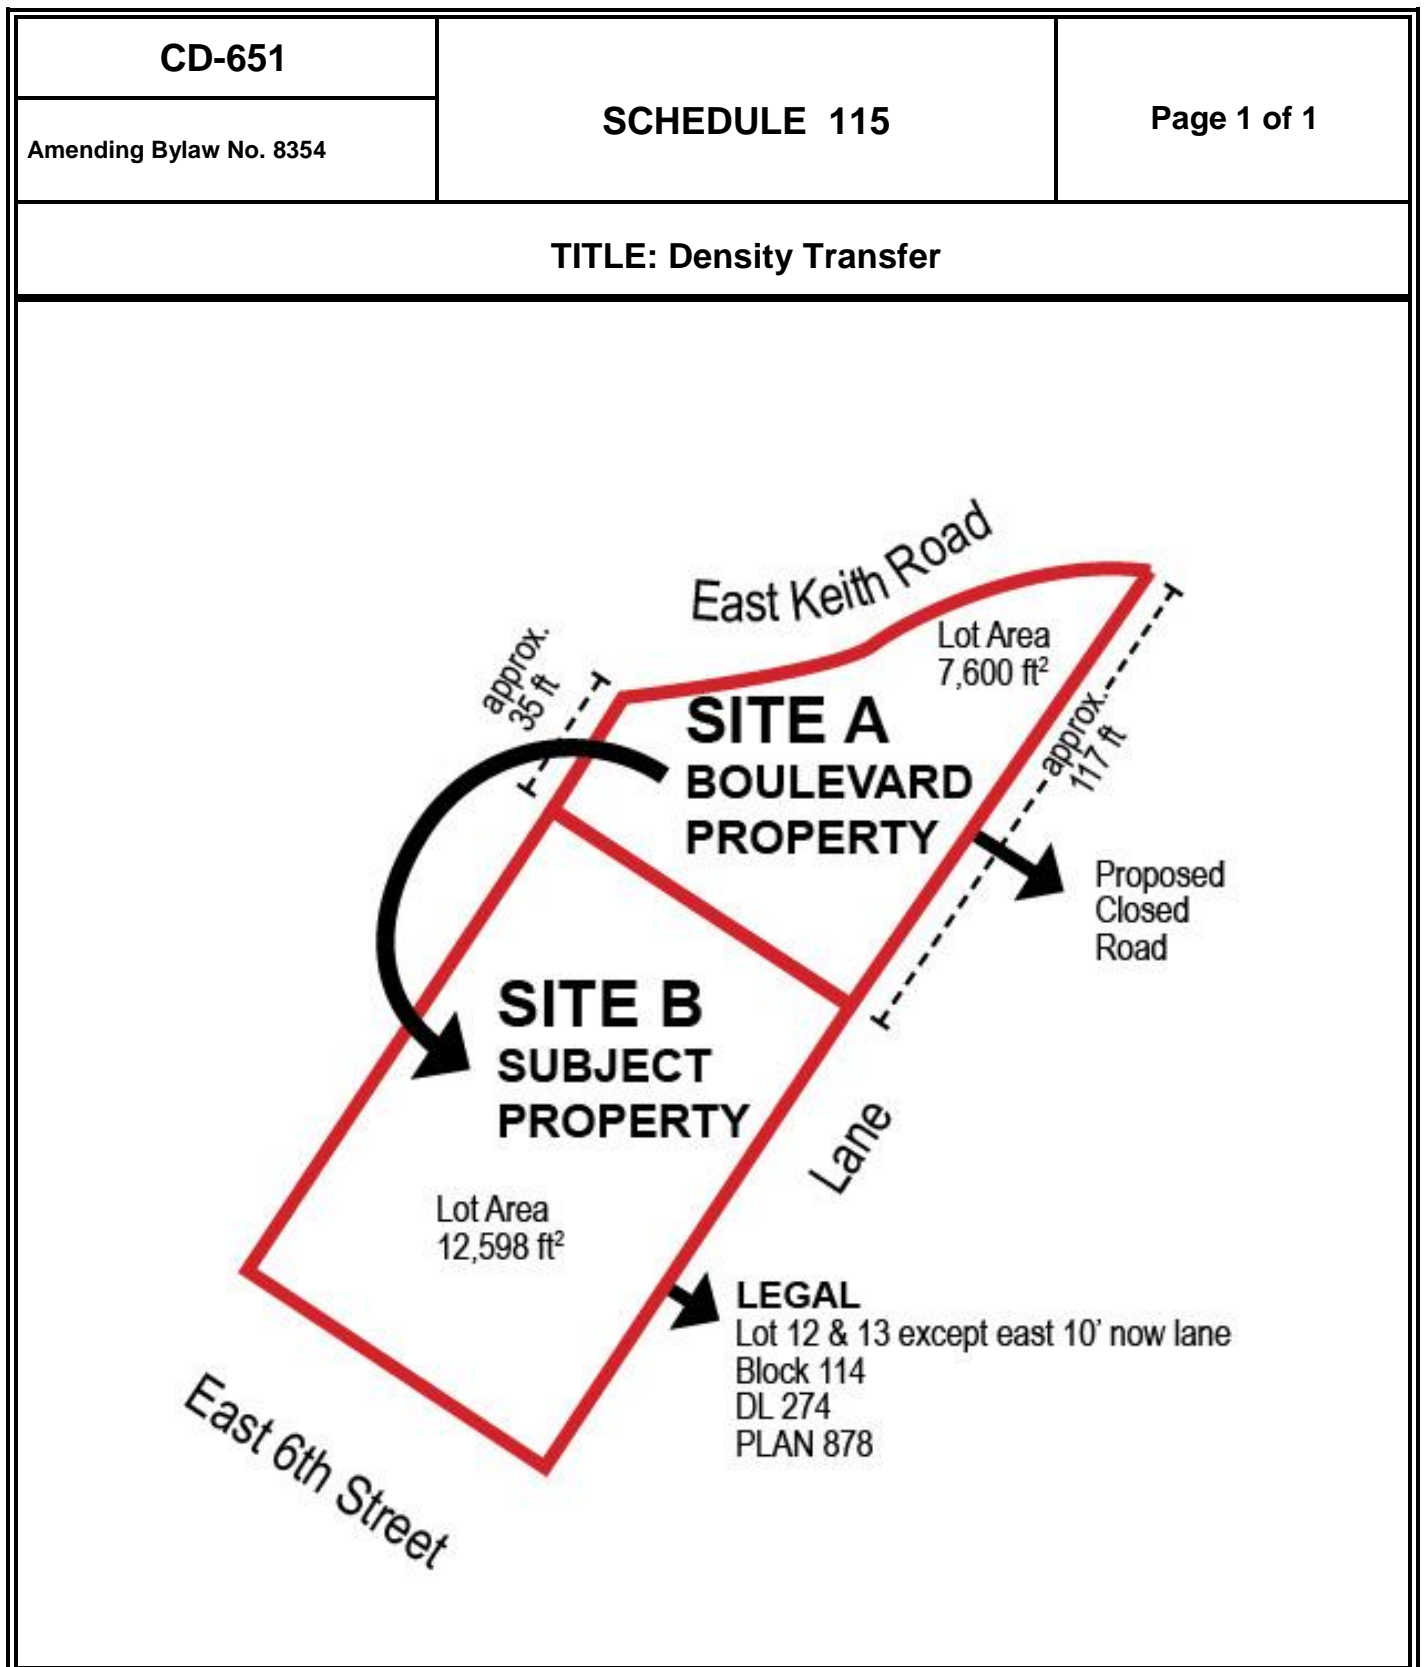 CD-651
Amending Bylaw No. 8354
SCHEDULE 115
Page 1 of 1
TITLE: Density Transfer
East Keith Road
Lot Area
7,600 ft²
approx.
35 ft
SITE A
BOULEVARD
PROPERTY
approx.
117 ft
Proposed
Closed
Road
SITE B
SUBJECT
PROPERTY
Lane
Lot Area
12,598 ft²
LEGAL
Lot 12 & 13 except east 10’ now lane
Block 114
DL 274
PLAN 878
East 6th Street